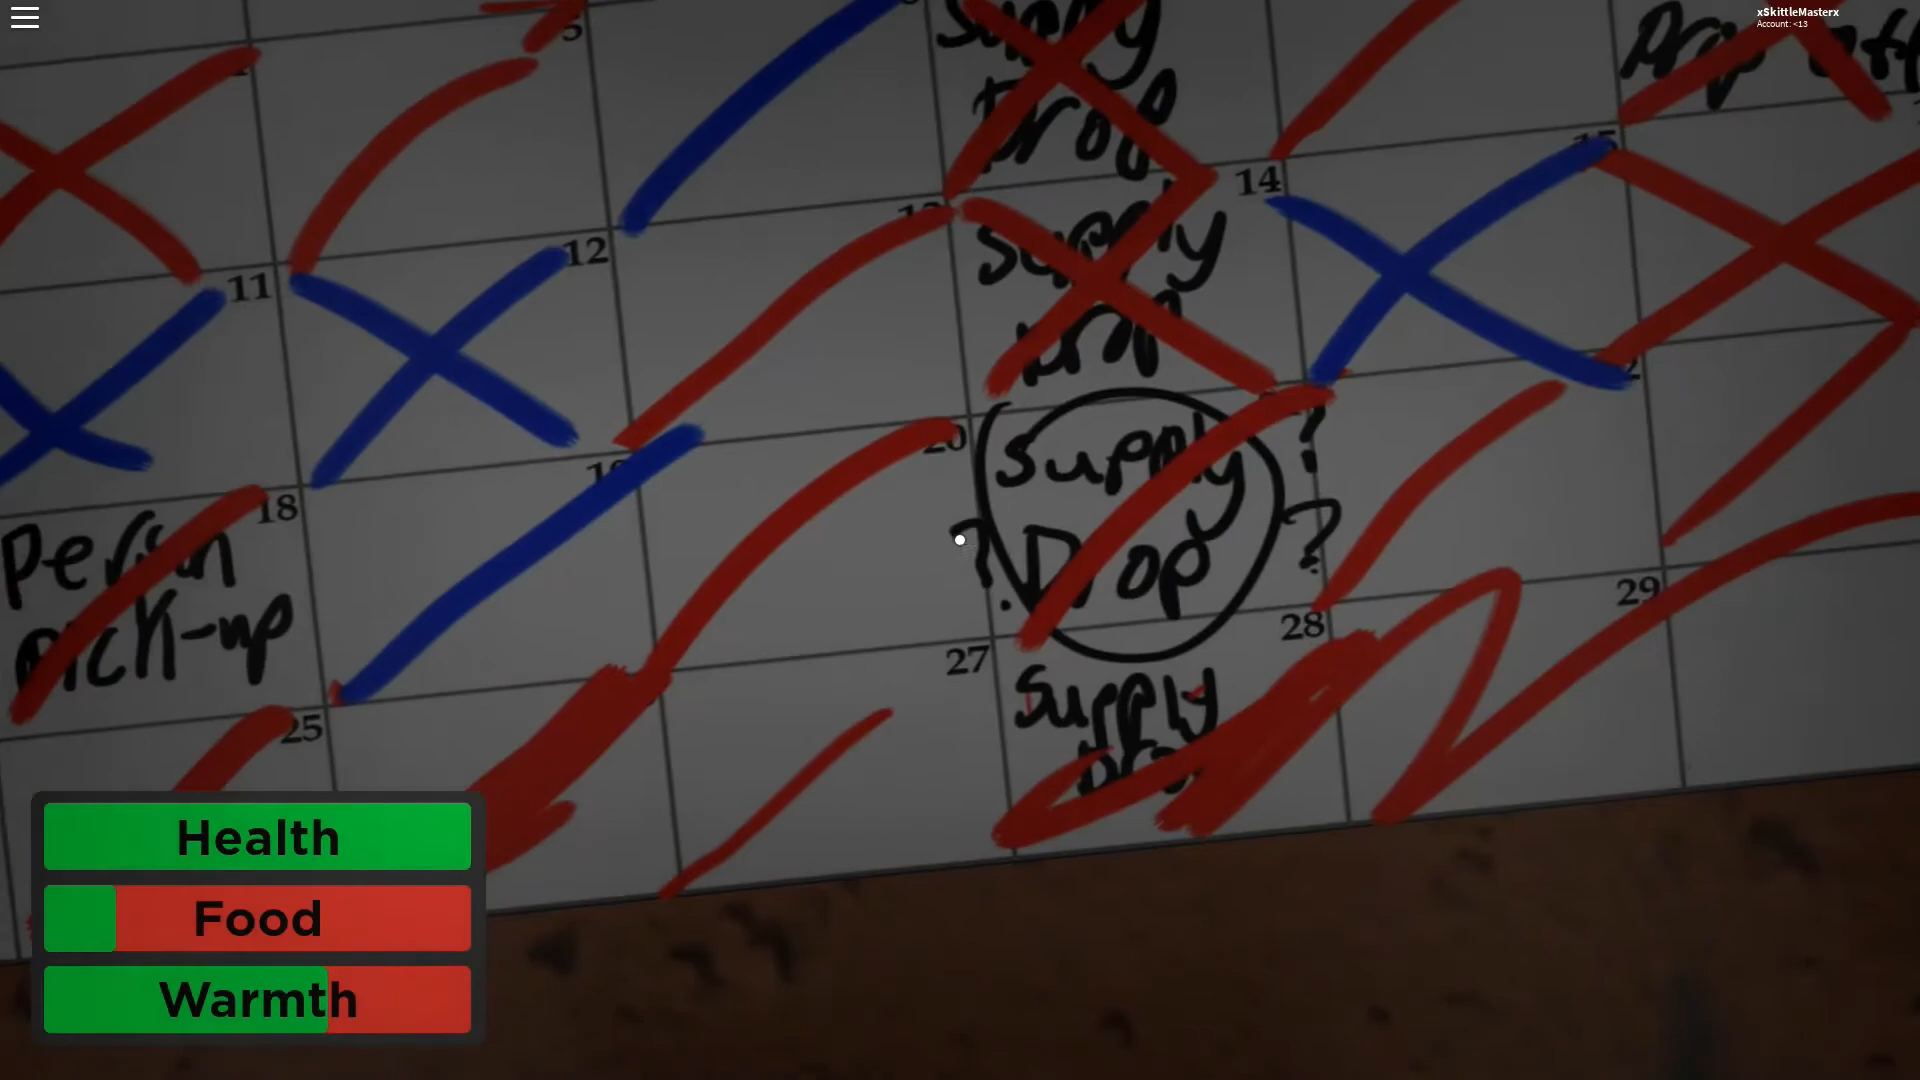 xSkittleMasterx
Account: <13
5
Supply
Drop
14
15
12
11
Supply
Drop
20
18
Supply
Drop
? ? ? ?
Person
pick-up
29
28
27
Supply
25
Health
Food
Warmth